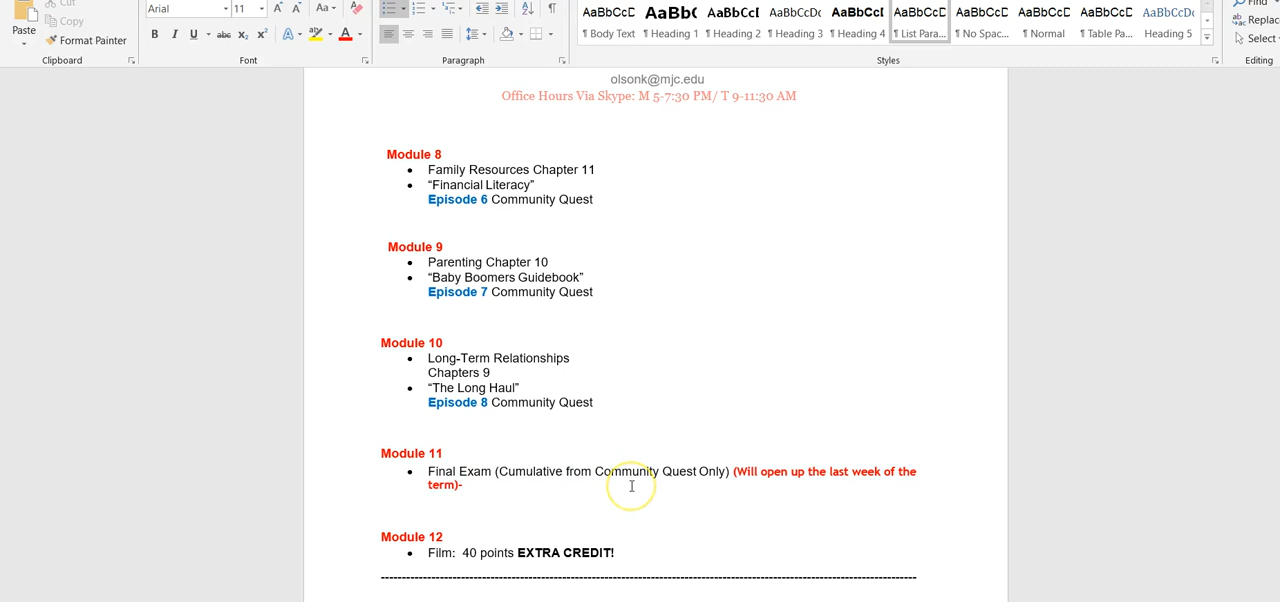 Cut
Copy
Paste
Format Painter
Clipboard
Arial
11
Font
Paragraph
AaBbCcD AaBb( AaBbCcI AaBbCcDc AaBbCcI AaBbCcD AaBbCcD AaBbCcD AaBbCcD AaBbCcDc
¶ Body Text ¶ Heading 1 ¶ Heading 2 ¶ Heading 3 ¶ Heading 4 ¶ List Para... ¶ No Spac... ¶ Normal ¶ Table Pa... Heading 5
Styles
Find
Replac
Select
Editing
olsonk@mjc.edu
Office Hours Via Skype: M 5-7:30 PM/ T 9-11:30 AM
Module 8
• Family Resources Chapter 11
• “Financial Literacy”
Episode 6 Community Quest
Module 9
• Parenting Chapter 10
• “Baby Boomers Guidebook”
Episode 7 Community Quest
Module 10
• Long-Term Relationships
Chapters 9
• “The Long Haul”
Episode 8 Community Quest
Module 11
• Final Exam (Cumulative from Community Quest Only) (Will open up the last week of the
term)-
Module 12
• Film: 40 points EXTRA CREDIT!